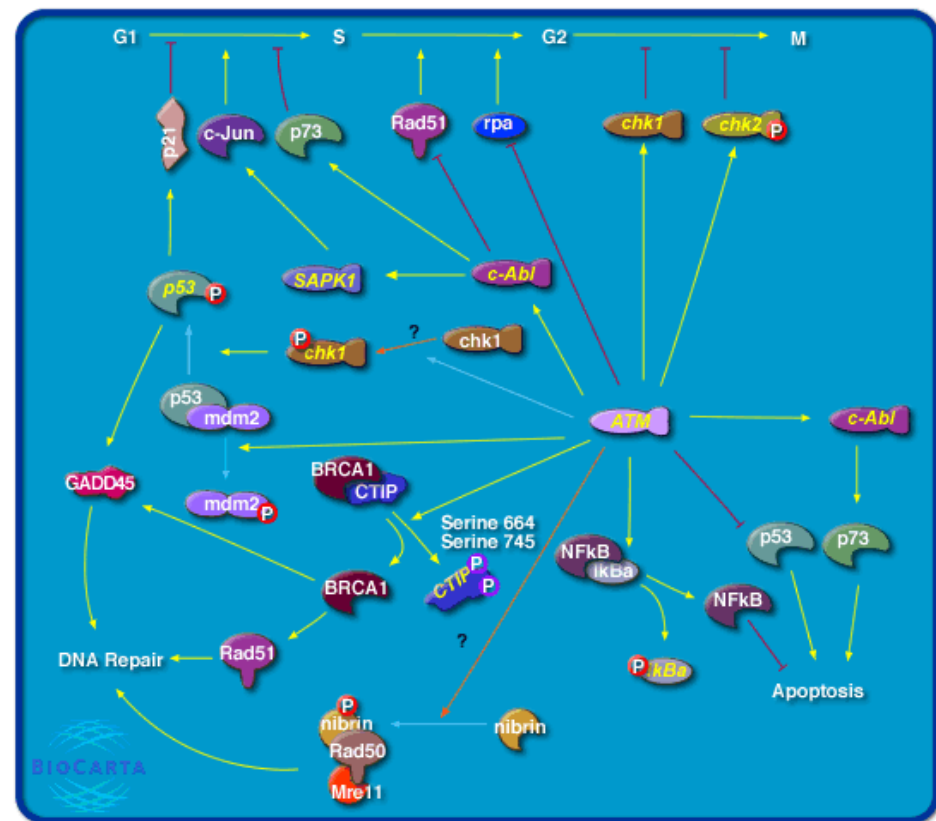 G1
S
G2
M
p21
c-Jun
p73
Rad51
rpa
chk1
chk2
P
p53
P
SAPK1
c-Abl
P
chk1
?
chk1
p53
mdm2
ATM
c-Abl
GADD45
mdm2
P
BRCA1
CTIP
Serine 664
Serine 745
P
P
CTIP
NFkB
IkBa
p53
p73
BRCA1
NFkB
DNA Repair
Rad51
?
P
IkBa
Apoptosis
P
nibrin
nibrin
Rad50
Mre11
BIOCARTA